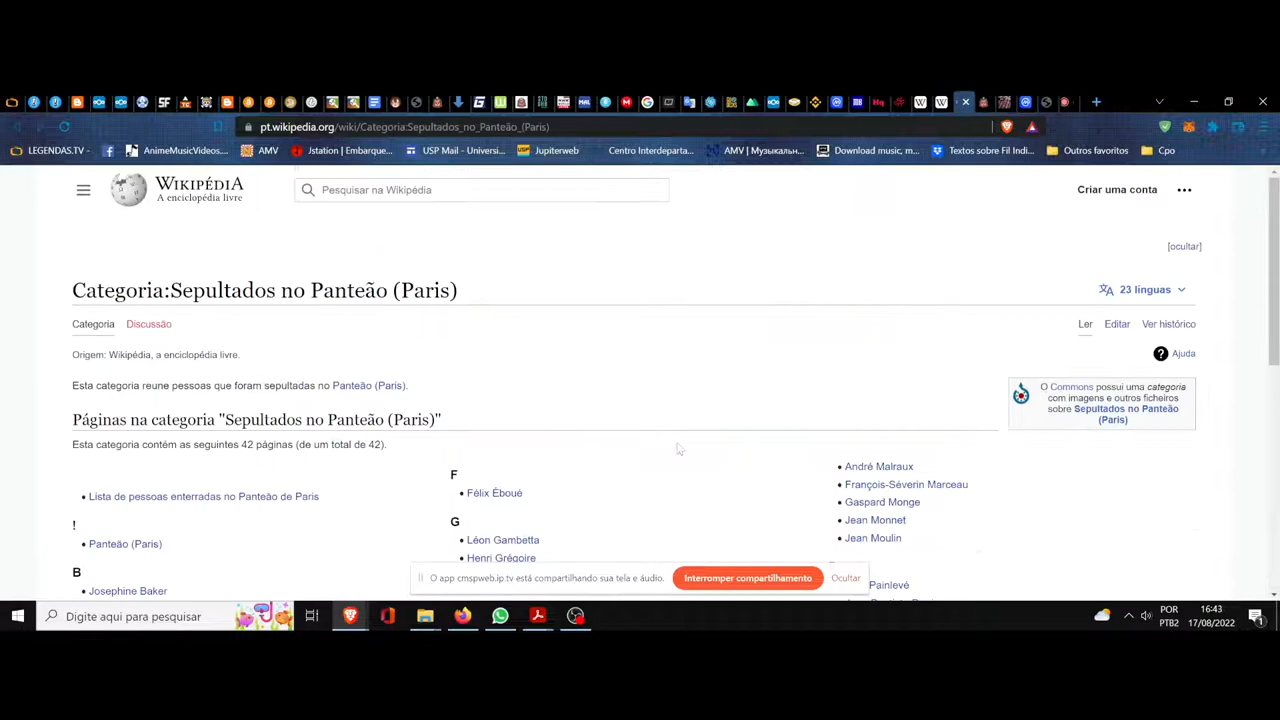 pt.wikipedia.org/wiki/Categoria:Sepultados_no_Panteão_(Paris)
LEGENDAS.TV -
AnimeMusicVideos...
AMV
Jstation | Embarque...
USP Mail - Universi...
Jupiterweb
Centro Interdeparta...
AMV | Музыкальн...
Download music, m...
Textos sobre Fil Indi...
Outros favoritos
Cpo
WIKIPÉDIA
A enciclopédia livre
Pesquisar na Wikipédia
Criar uma conta
[ocultar]
Categoria:Sepultados no Panteão (Paris)
23 línguas
Categoria
Discussão
Ler
Editar
Ver histórico
Origem: Wikipédia, a enciclopédia livre.
Ajuda
Esta categoria reune pessoas que foram sepultadas no Panteão (Paris).
O Commons possui uma categoria
com imagens e outros ficheiros
sobre Sepultados no Panteão
(Paris)
Páginas na categoria "Sepultados no Panteão (Paris)"
Esta categoria contém as seguintes 42 páginas (de um total de 42).
Lista de pessoas enterradas no Panteão de Paris
!
Panteão (Paris)
B
Josephine Baker
F
Félix Éboué
G
Léon Gambetta
Henri Grégoire
André Malraux
François-Séverin Marceau
Gaspard Monge
Jean Monnet
Jean Moulin
Painlevé
O app cmspweb.ip.tv está compartilhando sua tela e áudio.
Interromper compartilhamento
Ocultar
Digite aqui para pesquisar
POR
PTB2
16:43
17/08/2022
1